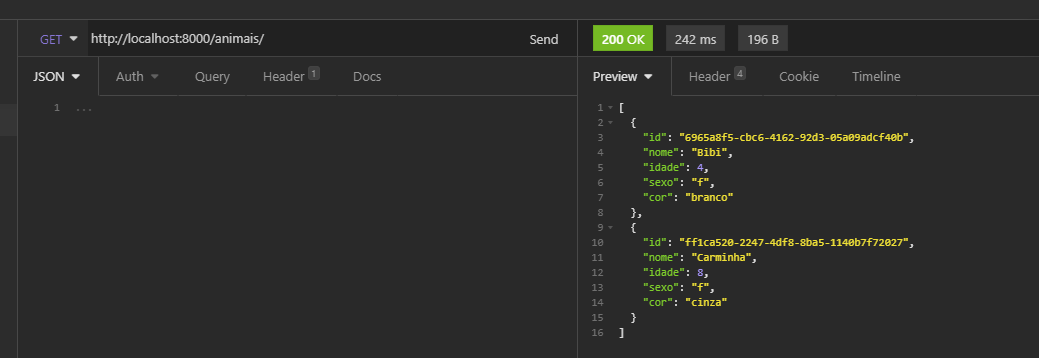 GET http://localhost:8000/animais/ Send
200 OK 242 ms 196 B
JSON Auth Query Header 1 Docs
Preview Header 4 Cookie Timeline
1 ...
1 [
2 {
3 "id": "6965a8f5-cbc6-4162-92d3-05a09adcf40b",
4 "nome": "Bibi",
5 "idade": 4,
6 "sexo": "f",
7 "cor": "branco"
8 },
9 {
10 "id": "ff1ca520-2247-4df8-8ba5-1140b7f72027",
11 "nome": "Carminha",
12 "idade": 8,
13 "sexo": "f",
14 "cor": "cinza"
15 }
16 ]